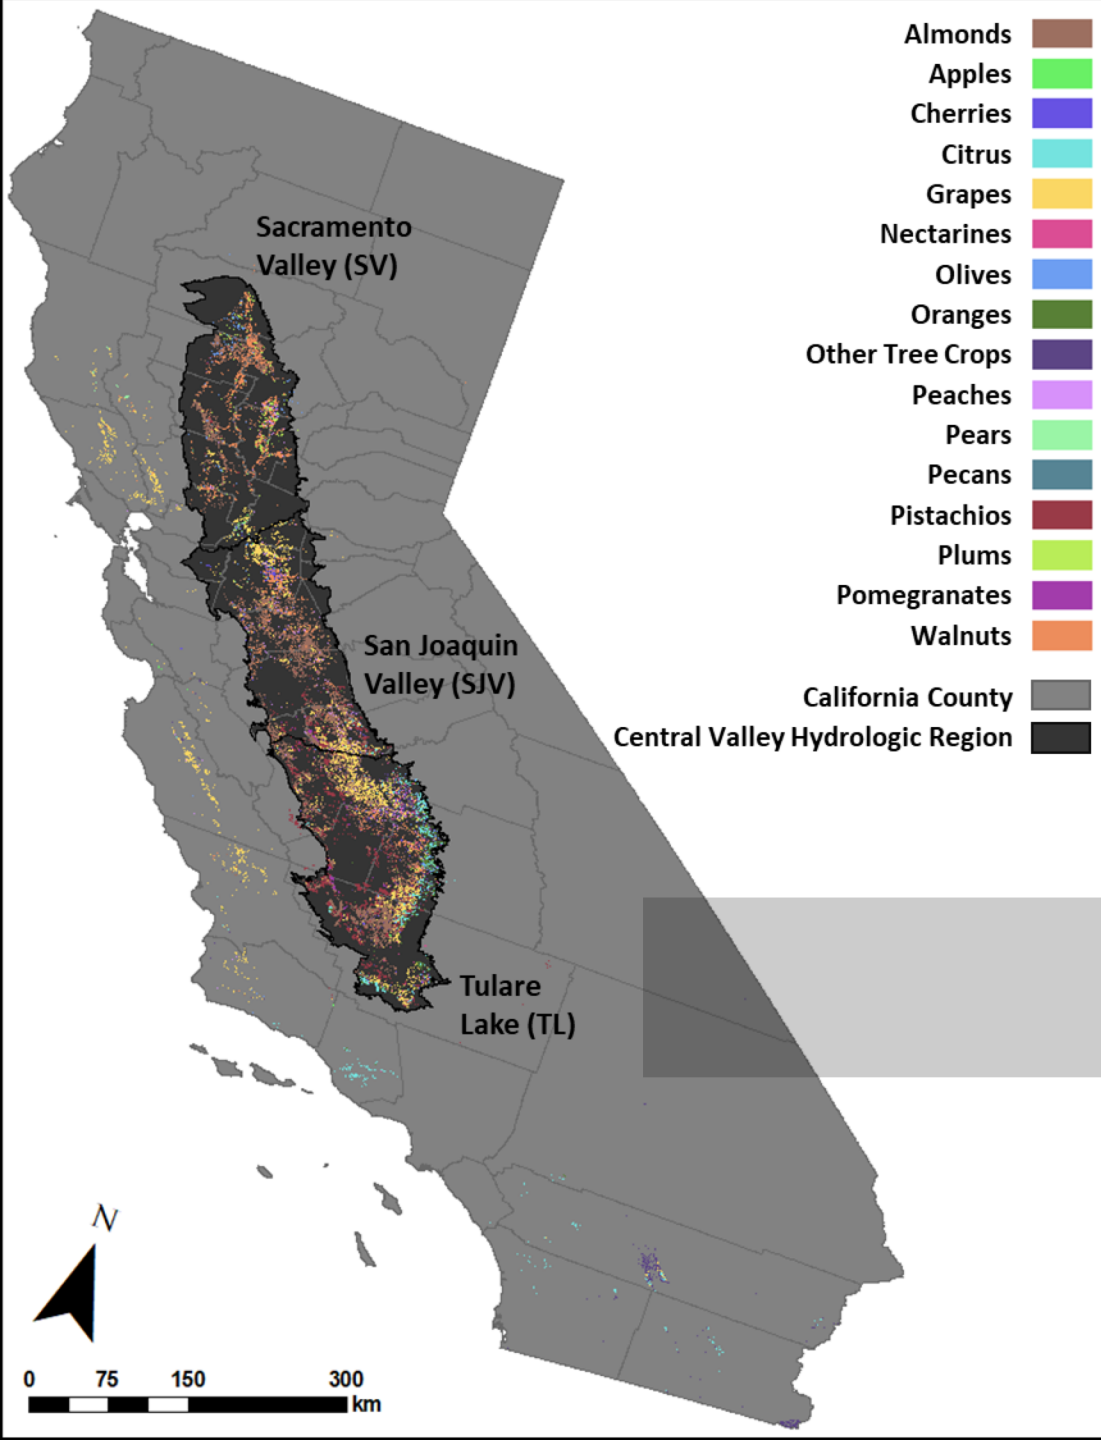 Almonds
Apples
Cherries
Citrus
Grapes
Nectarines
Olives
Oranges
Other Tree Crops
Peaches
Pears
Pecans
Pistachios
Plums
Pomegranates
Walnuts
California County
Central Valley Hydrologic Region
Sacramento
Valley (SV)
San Joaquin
Valley (SJV)
Tulare
Lake (TL)
N
0 75 150 300
km